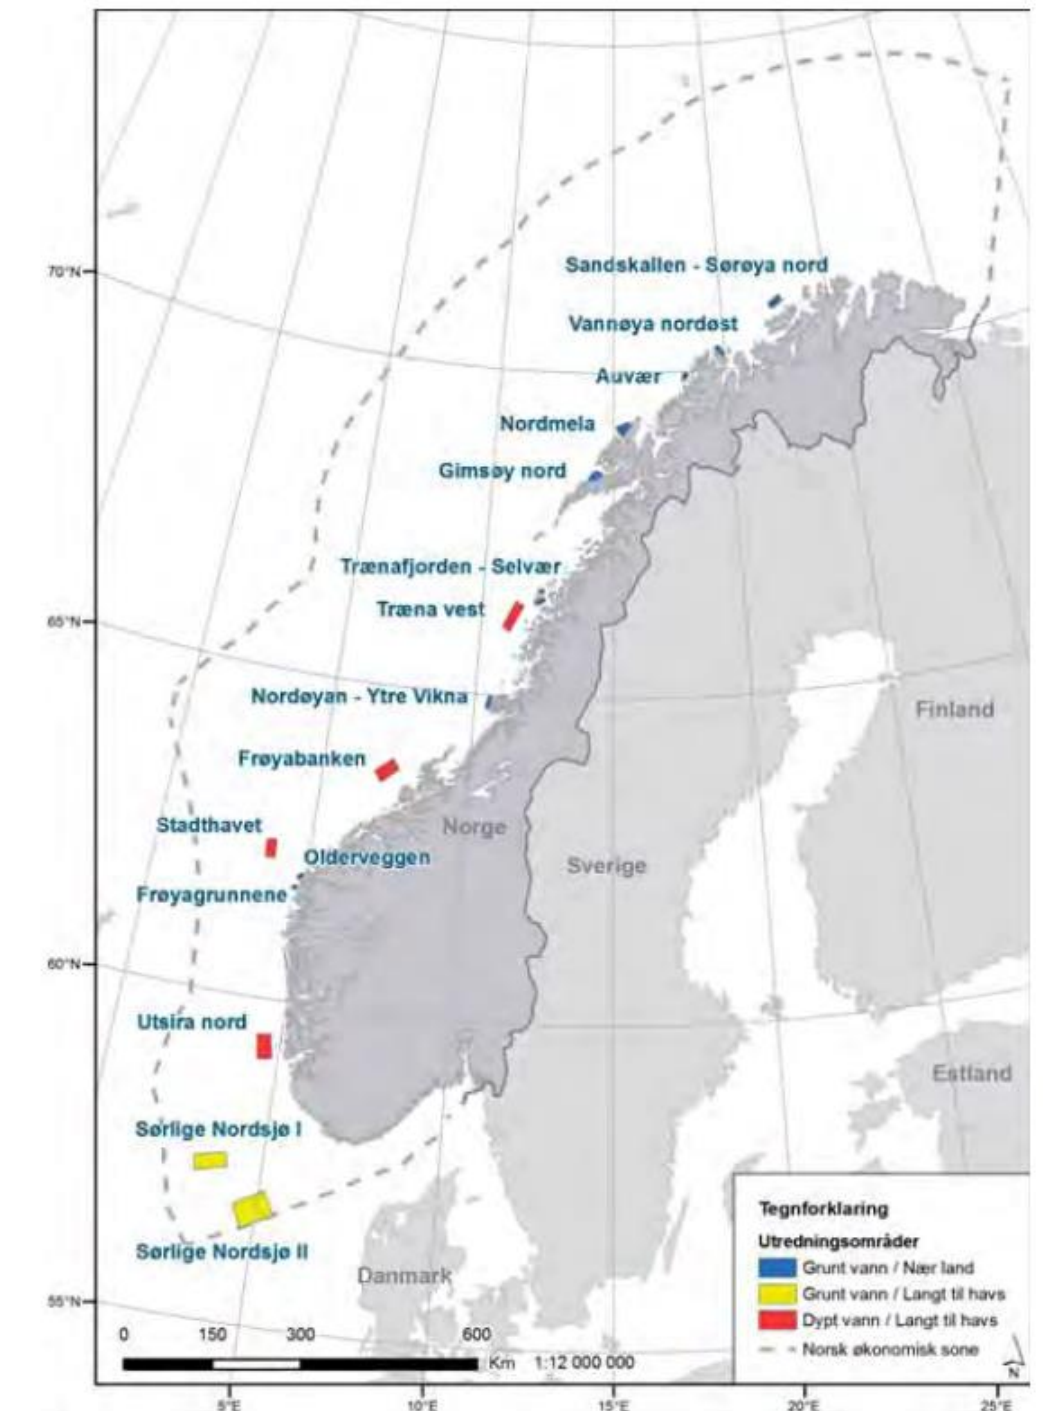 70°N
Sandskallen - Sørøya nord
Vannøya nordøst
Auvær
Nordmela
Gimsøy nord
Trænafjorden - Selvær
Træna vest
65°N
Nordøyan - Ytre Vikna
Finland
Frøyabanken
Stadthavet
Norge
Olderveggen
Sverige
Frøyagrunnene
60°N
Utsira nord
Estland
Sørlige Nordsjø I
Sørlige Nordsjø II
Danmark
55°N
Tegnforklaring
Utredningsområder
Grunt vann / Nær land
Grunt vann / Langt til havs
Dypt vann / Langt til havs
Norsk økonomisk sone
N
0 150 300 600
Km 1:12 000 000
5°E 10°E 15°E 20°E 25°E